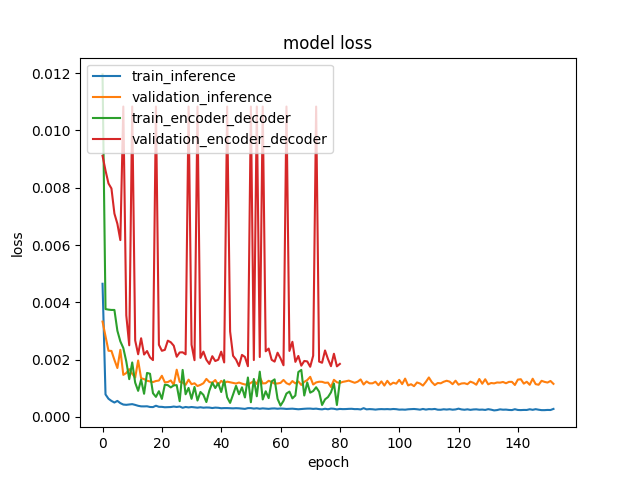 model loss
train_inference
validation_inference
train_encoder_decoder
validation_encoder_decoder
0.012
0.010
0.008
0.006
0.004
0.002
0.000
loss
0 20 40 60 80 100 120 140
epoch